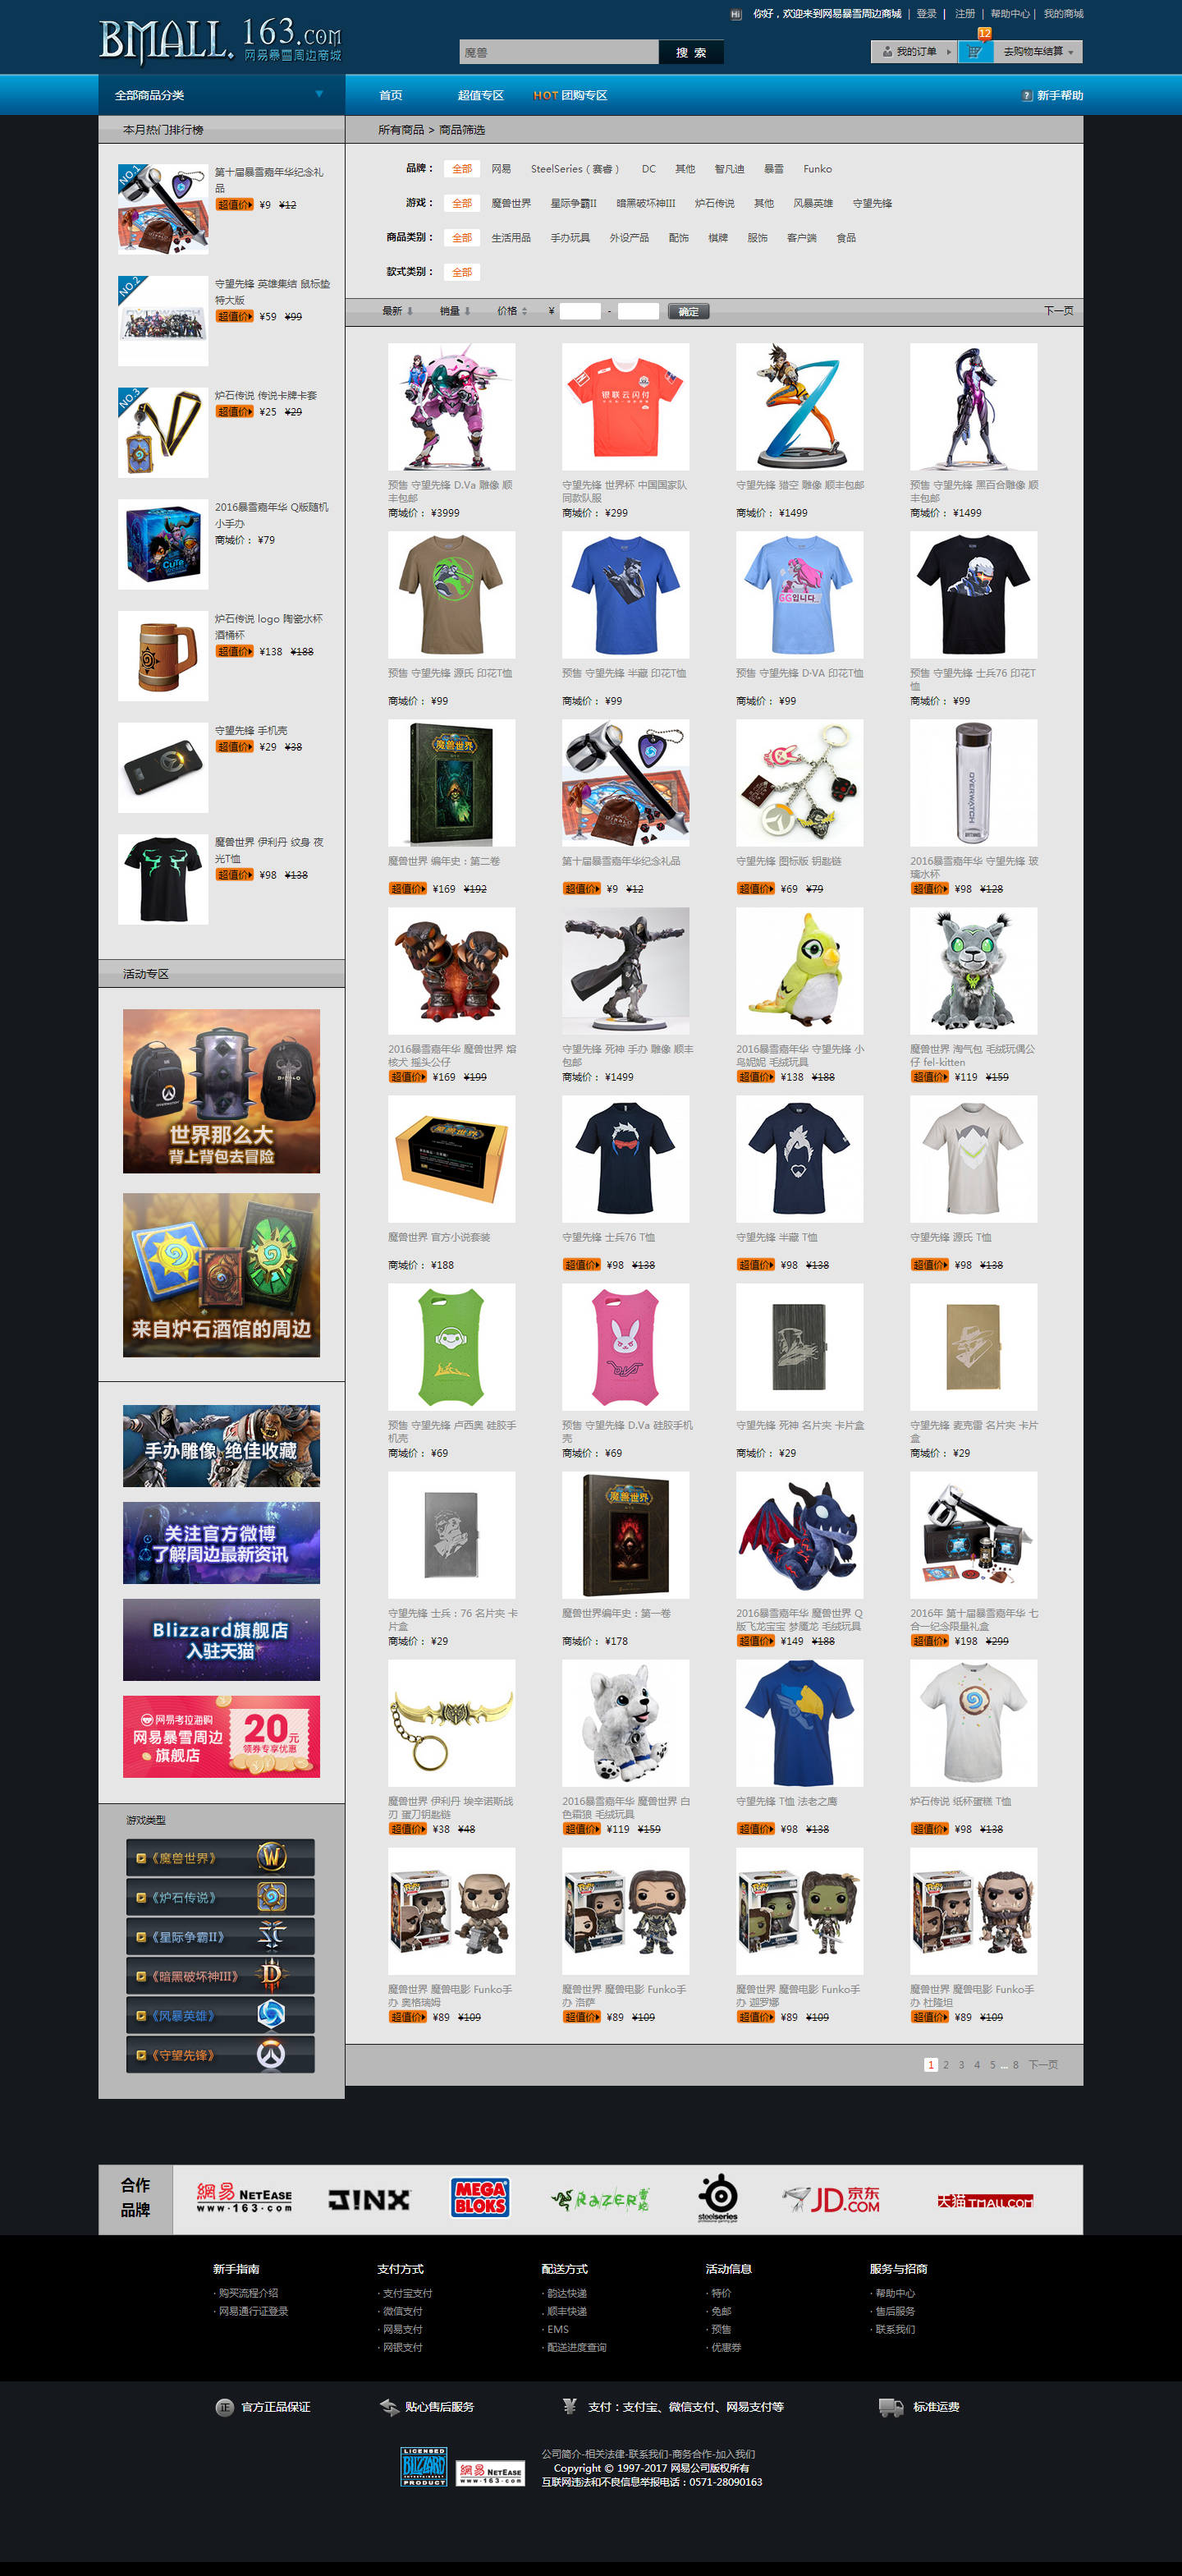 BMALL.163.com
网易暴雪周边商城
Hi 你好，欢迎来到网易暴雪周边商城 | 登录 | 注册 | 帮助中心 | 我的商城
魔兽
搜 索
我的订单
12
去购物车结算
全部商品分类
首页
超值专区
HOT 团购专区
新手帮助
本月热门排行榜
NO.1
第十届暴雪嘉年华纪念礼品
超值价 ¥9 ¥12
NO.2
守望先锋 英雄集结 鼠标垫 特大版
超值价 ¥59 ¥99
NO.3
炉石传说 传说卡牌卡套
超值价 ¥25 ¥29
2016暴雪嘉年华 Q版随机小手办
商城价： ¥79
炉石传说 logo 陶瓷水杯 酒桶杯
超值价 ¥138 ¥188
守望先锋 手机壳
超值价 ¥29 ¥38
魔兽世界 伊利丹 纹身 夜光T恤
超值价 ¥98 ¥138
活动专区
世界那么大
背上背包去冒险
来自炉石酒馆的周边
手办雕像 绝佳收藏
关注官方微博
了解周边最新资讯
Blizzard旗舰店
入驻天猫
网易考拉海购
网易暴雪周边
旗舰店
20元
领券专享优惠
游戏类型
《魔兽世界》
《炉石传说》
《星际争霸II》
《暗黑破坏神III》
《风暴英雄》
《守望先锋》
所有商品 > 商品筛选
品牌： 全部 网易 SteelSeries（赛睿） DC 其他 智凡迪 暴雪 Funko
游戏： 全部 魔兽世界 星际争霸II 暗黑破坏神III 炉石传说 其他 风暴英雄 守望先锋
商品类别： 全部 生活用品 手办玩具 外设产品 配饰 棋牌 服饰 客户端 食品
款式类别： 全部
最新 销量 价格 ¥ - 确定 下一页
预售 守望先锋 D.Va 雕像 顺丰包邮
商城价： ¥3999
守望先锋 世界杯 中国国家队同款队服
商城价： ¥299
守望先锋 猎空 雕像 顺丰包邮
商城价： ¥1499
预售 守望先锋 黑百合雕像 顺丰包邮
商城价： ¥1499
预售 守望先锋 源氏 印花T恤
商城价： ¥99
预售 守望先锋 半藏 印花T恤
商城价： ¥99
预售 守望先锋 D·VA 印花T恤
商城价： ¥99
预售 守望先锋 士兵76 印花T恤
商城价： ¥99
魔兽世界 编年史：第二卷
超值价 ¥169 ¥192
第十届暴雪嘉年华纪念礼品
超值价 ¥9 ¥12
守望先锋 图标版 钥匙链
超值价 ¥69 ¥79
2016暴雪嘉年华 守望先锋 玻璃水杯
超值价 ¥98 ¥128
2016暴雪嘉年华 魔兽世界 熔核犬 摇头公仔
超值价 ¥169 ¥199
守望先锋 死神 手办 雕像 顺丰包邮
商城价： ¥1499
2016暴雪嘉年华 守望先锋 小鸟妮妮 毛绒玩具
超值价 ¥138 ¥188
魔兽世界 淘气包 毛绒玩偶公仔 fel-kitten
超值价 ¥119 ¥159
魔兽世界 官方小说套装
商城价： ¥188
守望先锋 士兵76 T恤
超值价 ¥98 ¥138
守望先锋 半藏 T恤
超值价 ¥98 ¥138
守望先锋 源氏 T恤
超值价 ¥98 ¥138
预售 守望先锋 卢西奥 硅胶手机壳
商城价： ¥69
预售 守望先锋 D.Va 硅胶手机壳
商城价： ¥69
守望先锋 死神 名片夹 卡片盒
商城价： ¥29
守望先锋 麦克雷 名片夹 卡片盒
商城价： ¥29
守望先锋 士兵：76 名片夹 卡片盒
商城价： ¥29
魔兽世界编年史：第一卷
商城价： ¥178
2016暴雪嘉年华 魔兽世界 Q版飞龙宝宝 梦魇龙 毛绒玩具
超值价 ¥149 ¥188
2016年 第十届暴雪嘉年华 七合一纪念限量礼盒
超值价 ¥198 ¥299
魔兽世界 伊利丹 埃辛诺斯战刃 蛋刀钥匙链
超值价 ¥38 ¥48
2016暴雪嘉年华 魔兽世界 白色霜狼 毛绒玩具
超值价 ¥119 ¥159
守望先锋 T恤 法老之鹰
超值价 ¥98 ¥138
炉石传说 纸杯蛋糕 T恤
超值价 ¥98 ¥138
魔兽世界 魔兽电影 Funko手办 奥格瑞姆
超值价 ¥89 ¥109
魔兽世界 魔兽电影 Funko手办 洛萨
超值价 ¥89 ¥109
魔兽世界 魔兽电影 Funko手办 迦罗娜
超值价 ¥89 ¥109
魔兽世界 魔兽电影 Funko手办 杜隆坦
超值价 ¥89 ¥109
1 2 3 4 5 ... 8 下一页
合作
品牌
網易 NETEASE
www.163.com
J!NX
MEGA BLOKS
RAZER
steelseries
JD.COM 京东
天猫 TMALL.COM
新手指南
· 购买流程介绍
· 网易通行证登录
支付方式
· 支付宝支付
· 微信支付
· 网易支付
· 网银支付
配送方式
· 韵达快递
. 顺丰快递
· EMS
· 配送进度查询
活动信息
· 特价
· 免邮
· 预售
· 优惠券
服务与招商
· 帮助中心
· 售后服务
· 联系我们
正 官方正品保证
贴心售后服务
¥ 支付：支付宝、微信支付、网易支付等
标准运费
LICENSED
BLIZZARD
ENTERTAINMENT
PRODUCT
網易 NETEASE
www.163.com
公司简介-相关法律-联系我们-商务合作-加入我们
Copyright © 1997-2017 网易公司版权所有
互联网违法和不良信息举报电话：0571-28090163